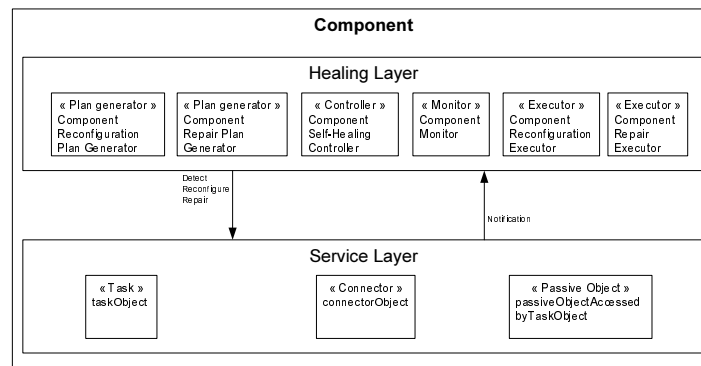 Component
Healing Layer
« Plan generator »
Component
Reconfiguration
Plan Generator
« Plan generator »
Component
Repair Plan
Generator
« Controller »
Component
Self-Healing
Controller
« Monitor »
Component
Monitor
« Executor »
Component
Reconfiguration
Executor
« Executor »
Component
Repair
Executor
Detect
Reconfigure
Repair
Notification
Service Layer
« Task »
taskObject
« Connector »
connectorObject
« Passive Object »
passiveObjectAccessed
byTaskObject